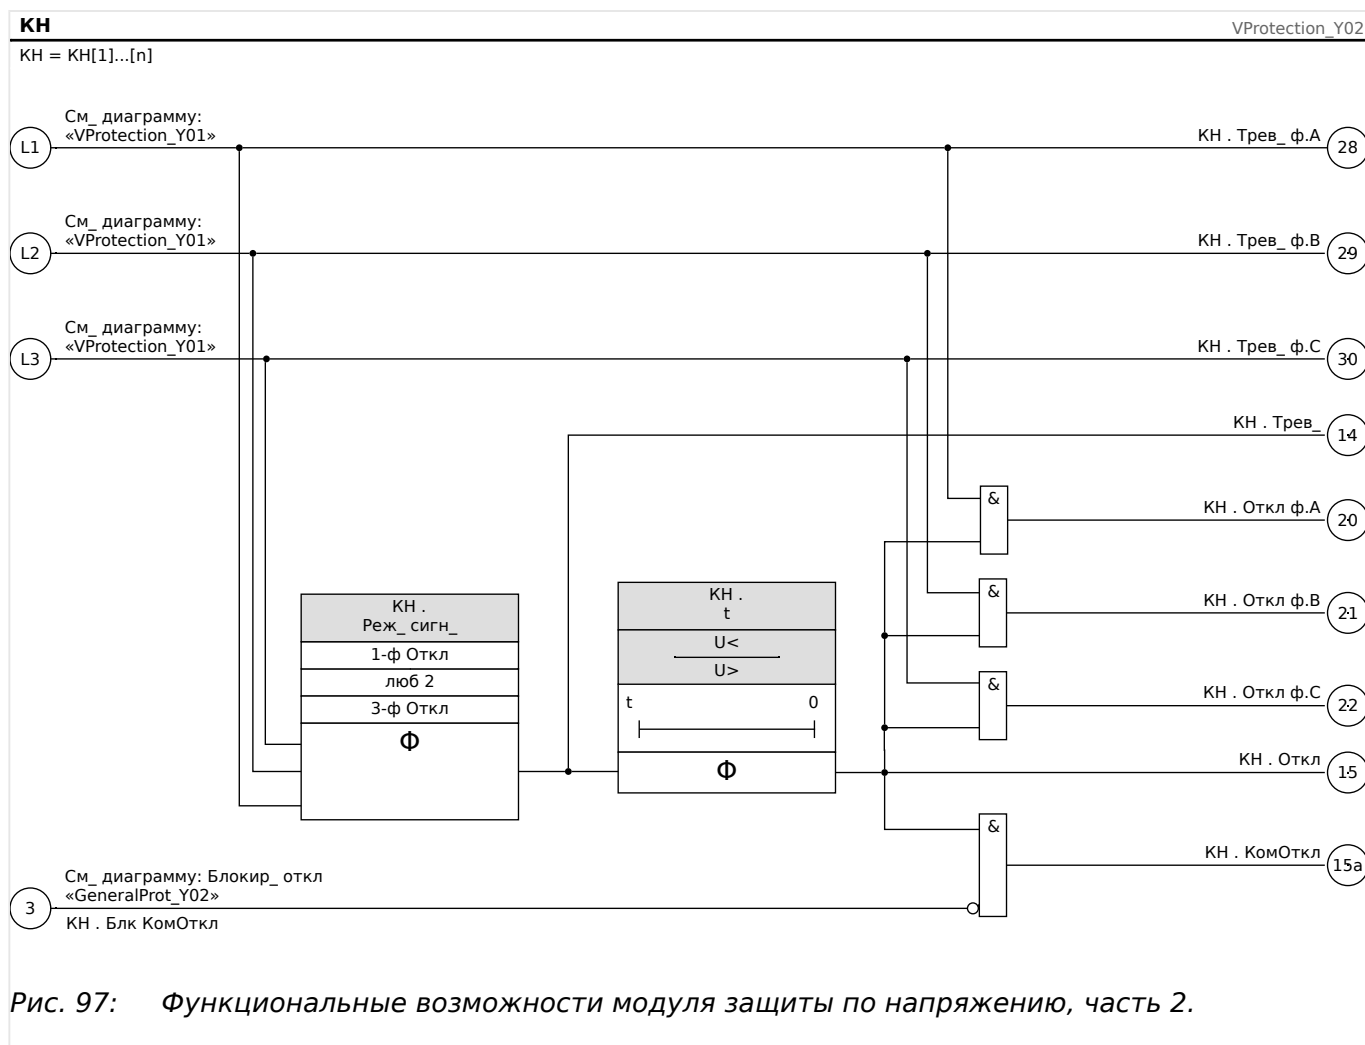 КН
VProtection_Y02
КН = КН[1]...[n]
См_ диаграмму:
«VProtection_Y01»
L1
КН . Трев_ ф.A
28
См_ диаграмму:
«VProtection_Y01»
L2
КН . Трев_ ф.B
29
См_ диаграмму:
«VProtection_Y01»
L3
КН . Трев_ ф.C
30
КН . Трев_
14
&
КН . Откл ф.A
20
&
КН . Откл ф.B
21
&
КН . Откл ф.C
22
КН .
Реж_ сигн_
1-ф Откл
люб 2
3-ф Откл
Φ
КН .
t
U<
U>
t 0
Φ
КН . Откл
15
&
КН . КомОткл
15a
См_ диаграмму: Блокир_ откл
«GeneralProt_Y02»
3
КН . Блк КомОткл
Рис. 97: Функциональные возможности модуля защиты по напряжению, часть 2.